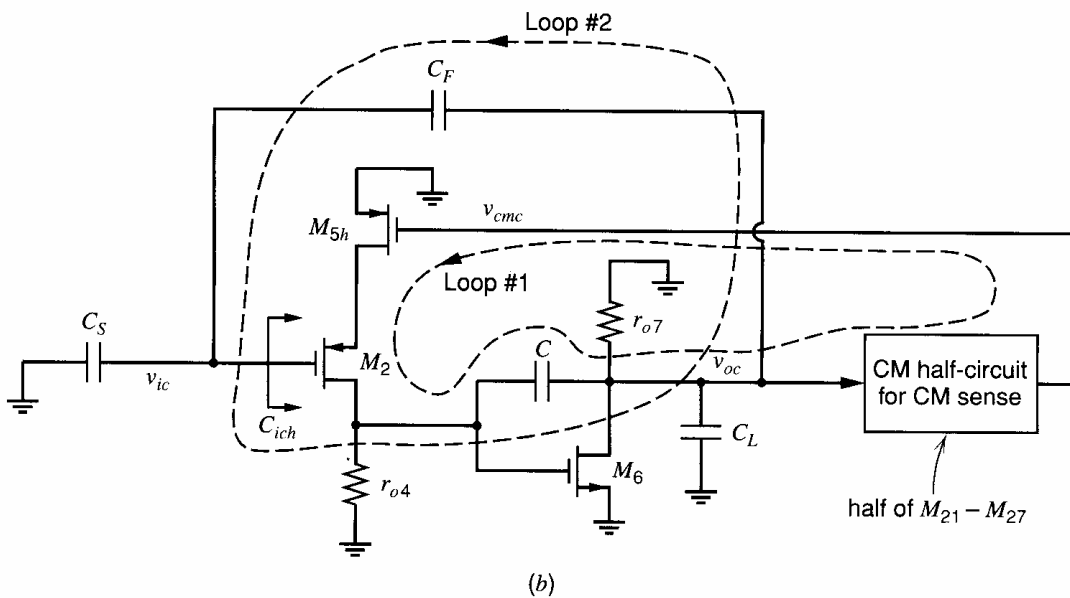 Loop #2
C_F
M_5h
v_cmc
Loop #1
C_S
r_o7
v_ic
M_2
C
v_oc
CM half-circuit
for CM sense
C_ich
C_L
M_6
r_o4
half of M_21 – M_27
(b)